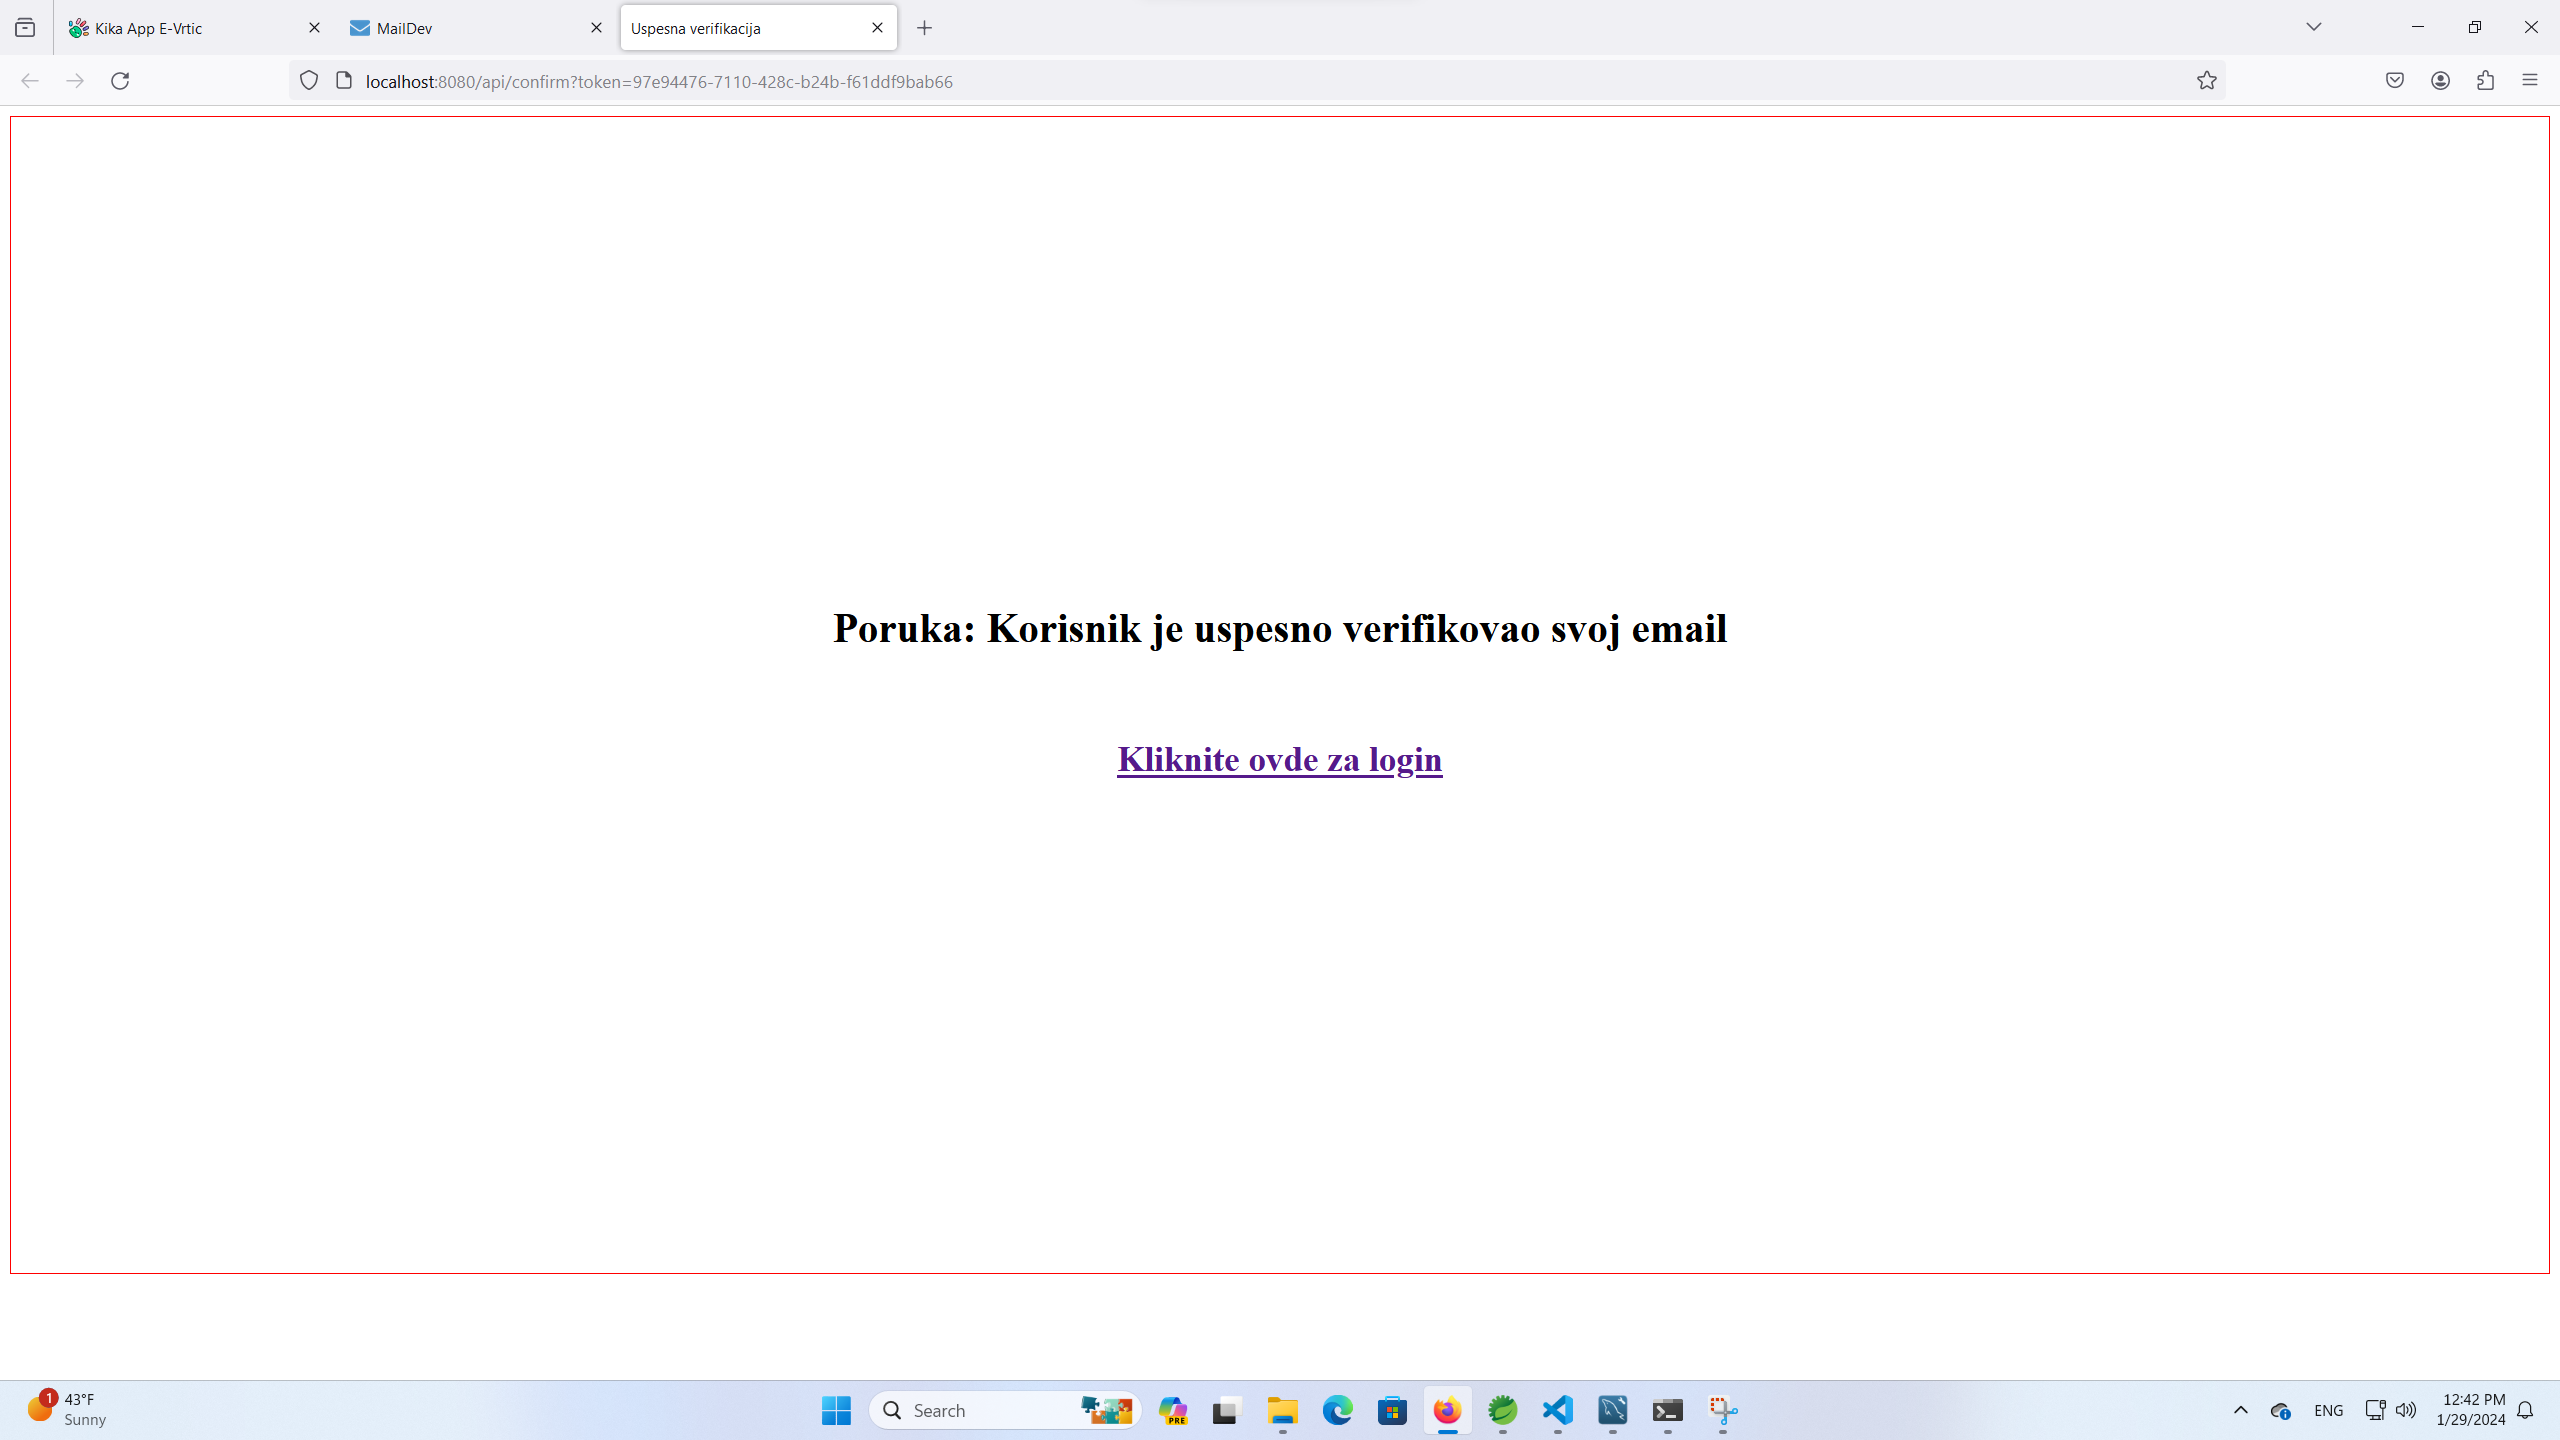 Kika App E-Vrtic
MailDev
Uspesna verifikacija
localhost:8080/api/confirm?token=97e94476-7110-428c-b24b-f61ddf9bab66
Poruka: Korisnik je uspesno verifikovao svoj email
Kliknite ovde za login
1
43°F
Sunny
Search
PRE
ENG
12:42 PM
1/29/2024